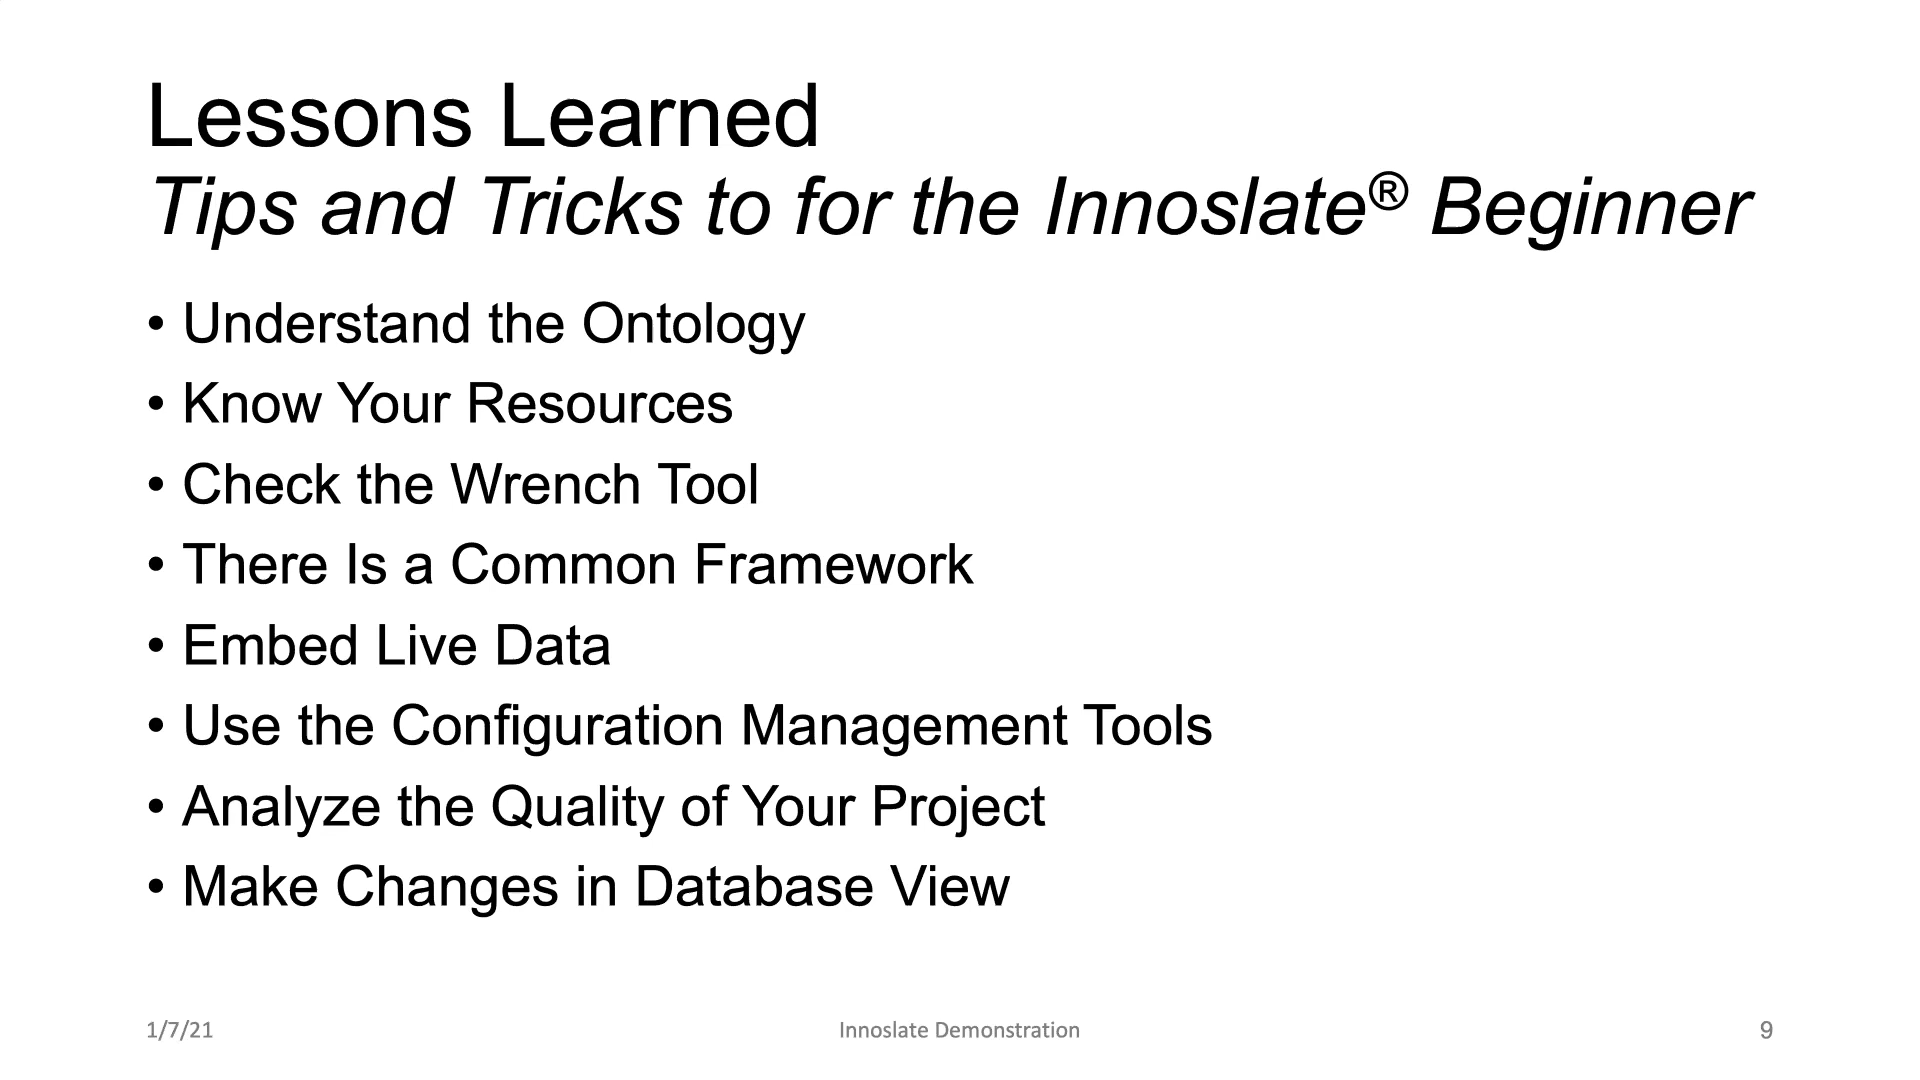 Lessons Learned
Tips and Tricks to for the Innoslate® Beginner
• Understand the Ontology
• Know Your Resources
• Check the Wrench Tool
• There Is a Common Framework
• Embed Live Data
• Use the Configuration Management Tools
• Analyze the Quality of Your Project
• Make Changes in Database View
1/7/21
Innoslate Demonstration
9